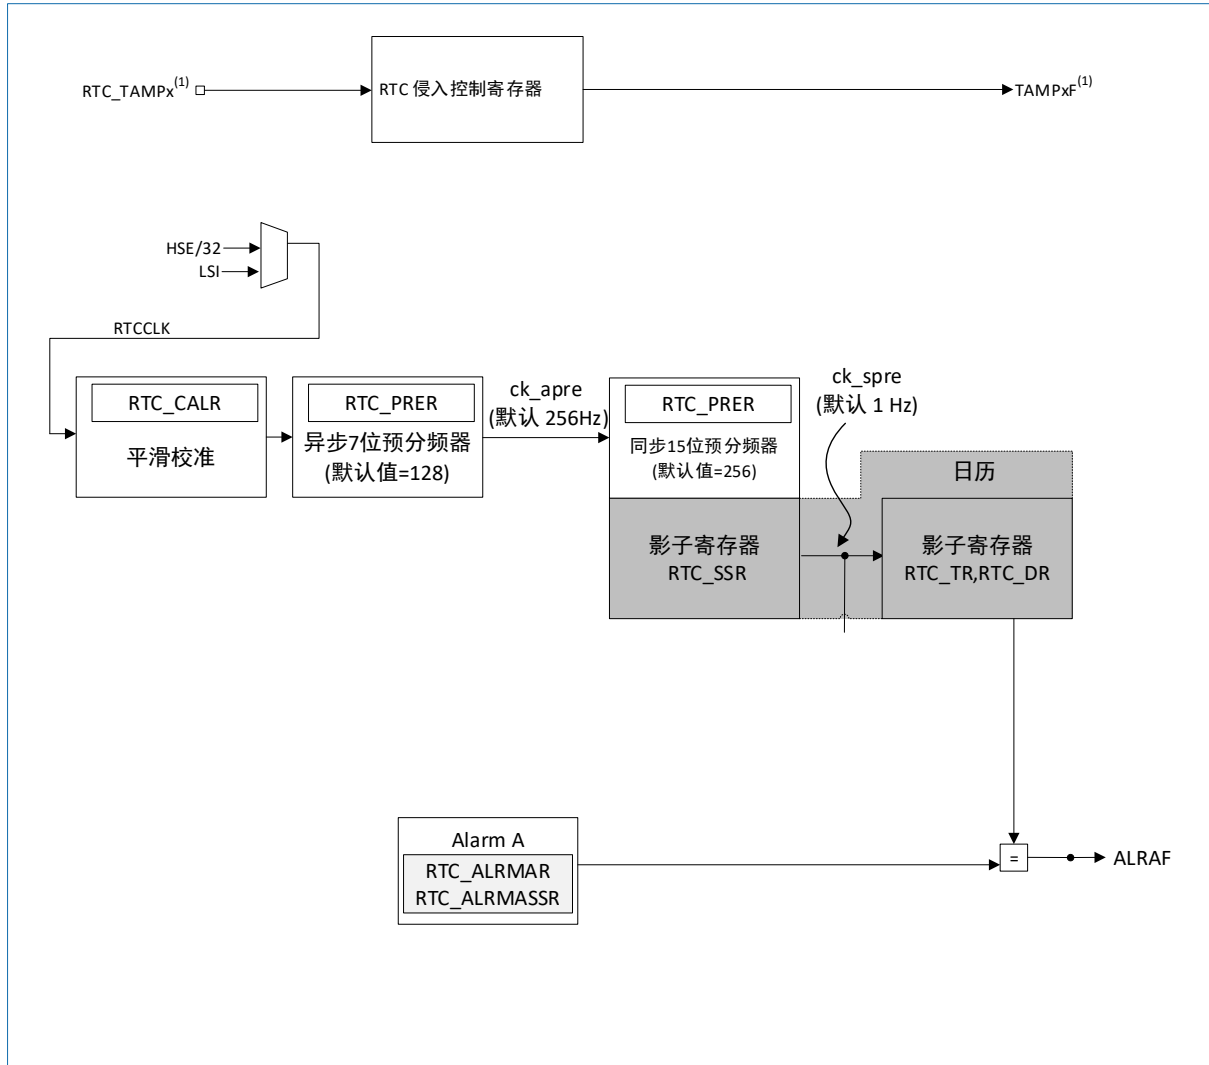 RTC_TAMPx(1)
RTC 侵入控制寄存器
TAMPxF(1)
HSE/32
LSI
RTCCLK
RTC_CALR
平滑校准
RTC_PRER
异步7位预分频器
(默认值=128)
ck_apre
(默认 256Hz)
RTC_PRER
同步15位预分频器
(默认值=256)
ck_spre
(默认 1 Hz)
日历
影子寄存器
RTC_SSR
影子寄存器
RTC_TR,RTC_DR
Alarm A
RTC_ALRMAR
RTC_ALRMASSR
=
ALRAF